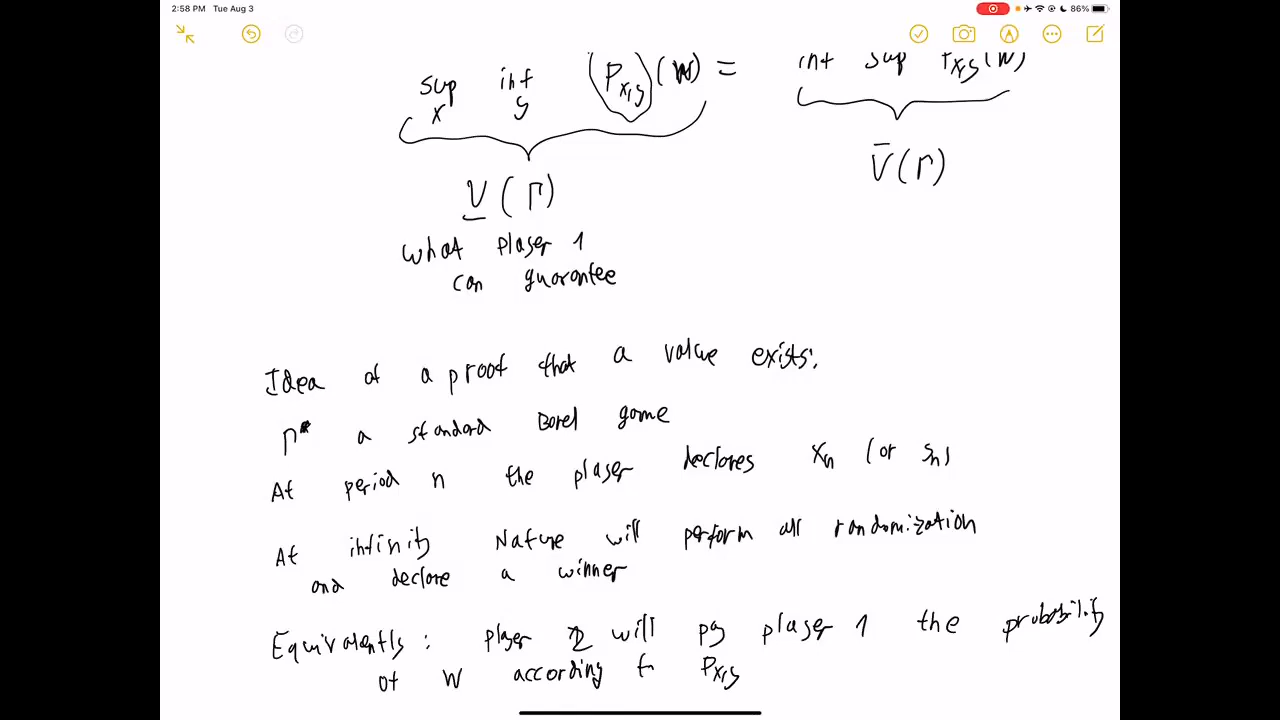 2:58 PM Tue Aug 3
86%
sup inf (P_{x,y})(W) = inf sup P_{x,y}(W)
x y
V̲(Γ) V̄(Γ)
what player 1
can guarantee
Idea of a proof that a value exists:
Γ* a standard Borel game
At period n the player declares x_n (or s_n)
At infinity Nature will perform all randomization
and declare a winner
Equivalently: player 2 will pay player 1 the probability
of W according to P_{x,y}